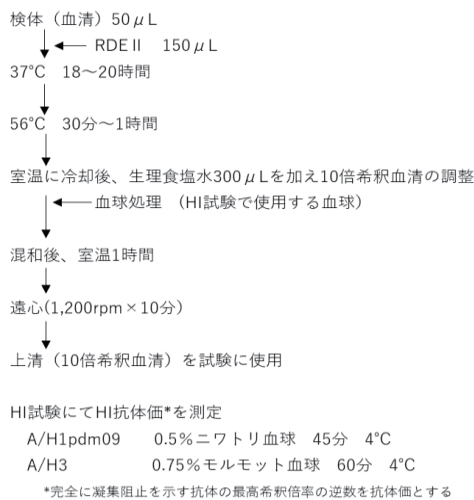 検体（血清）50μL
RDEⅡ　150μL
37℃　18～20時間
56℃　30分～1時間
室温に冷却後、生理食塩水300μLを加え10倍希釈血清の調整
血球処理　（HI試験で使用する血球）
混和後、室温1時間
遠心(1,200rpm×10分)
上清（10倍希釈血清）を試験に使用
HI試験にてHI抗体価*を測定
A/H1pdm09　　0.5%ニワトリ血球　45分　4℃
A/H3　　0.75%モルモット血球　60分　4℃
*完全に凝集阻止を示す抗体の最高希釈倍率の逆数を抗体価とする